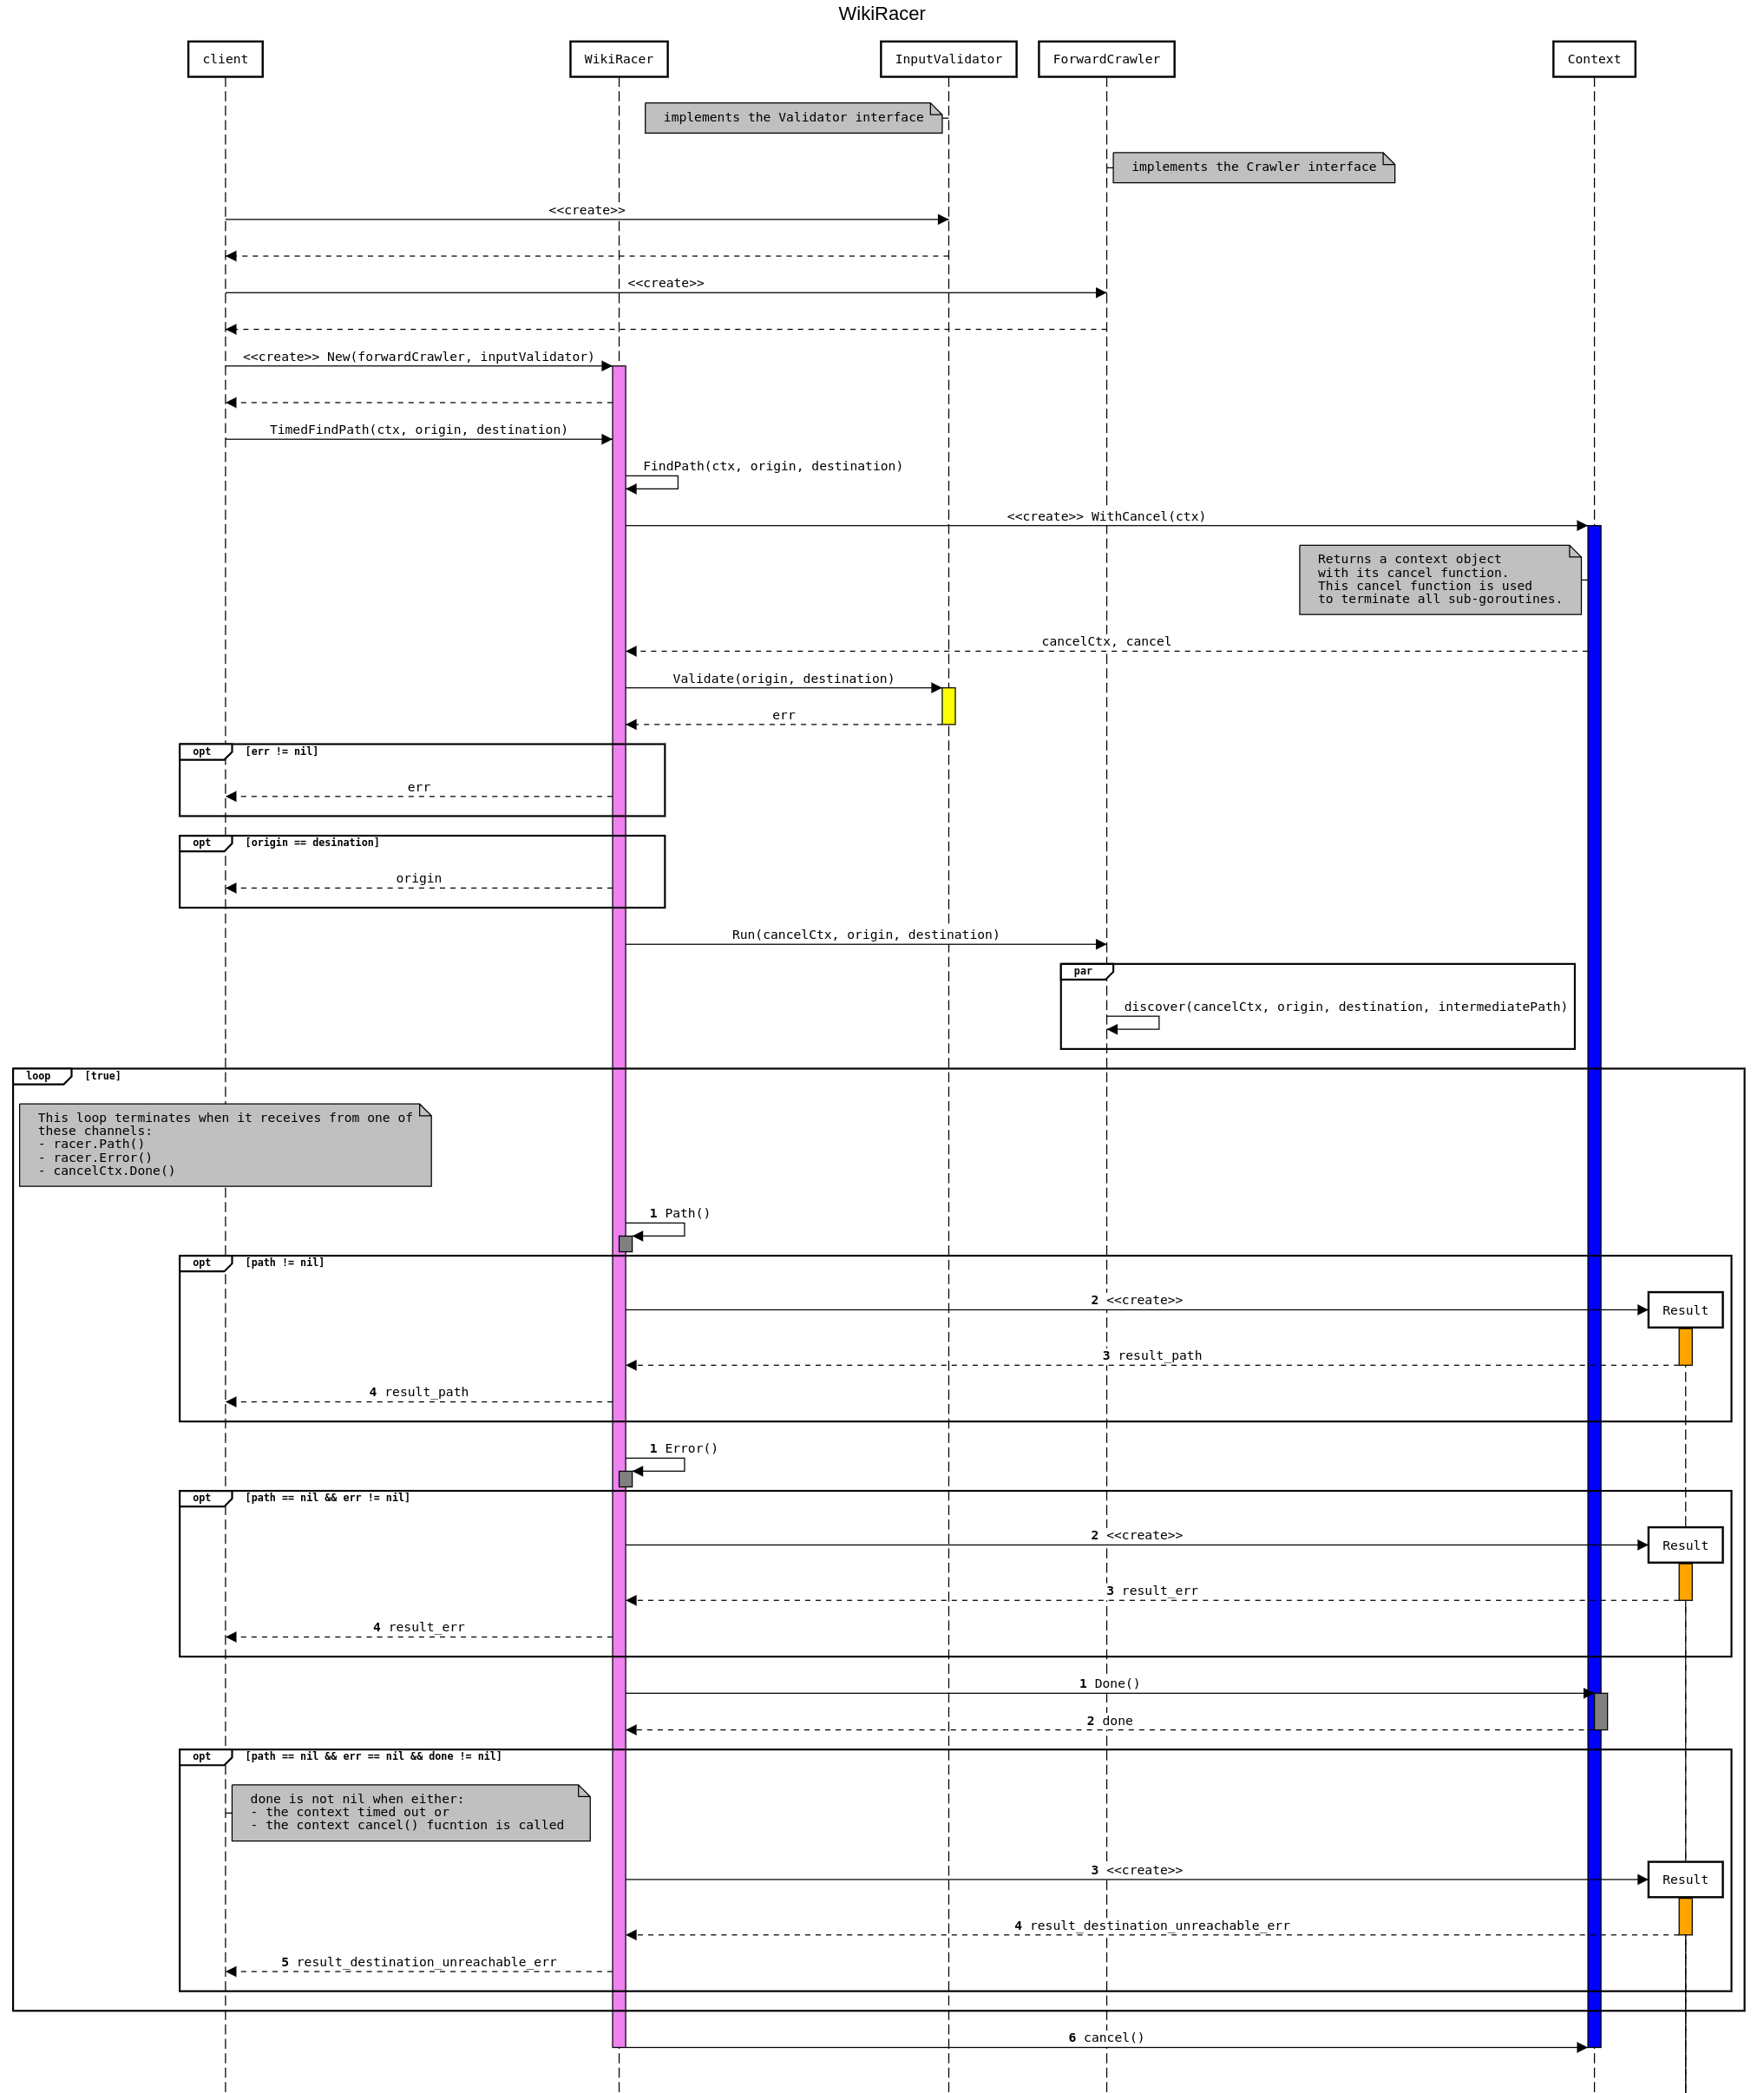 WikiRacer
client
WikiRacer
InputValidator
ForwardCrawler
Context
implements the Validator interface
implements the Crawler interface
<<create>>
<<create>>
<<create>> New(forwardCrawler, inputValidator)
TimedFindPath(ctx, origin, destination)
FindPath(ctx, origin, destination)
<<create>> WithCancel(ctx)
Returns a context object
with its cancel function.
This cancel function is used
to terminate all sub-goroutines.
cancelCtx, cancel
Validate(origin, destination)
err
opt [err != nil]
err
opt [origin == desination]
origin
Run(cancelCtx, origin, destination)
par
discover(cancelCtx, origin, destination, intermediatePath)
loop [true]
This loop terminates when it receives from one of
these channels:
- racer.Path()
- racer.Error()
- cancelCtx.Done()
1 Path()
opt [path != nil]
2 <<create>>
Result
3 result_path
4 result_path
1 Error()
opt [path == nil && err != nil]
2 <<create>>
Result
3 result_err
4 result_err
1 Done()
2 done
opt [path == nil && err == nil && done != nil]
done is not nil when either:
- the context timed out or
- the context cancel() fucntion is called
3 <<create>>
Result
4 result_destination_unreachable_err
5 result_destination_unreachable_err
6 cancel()